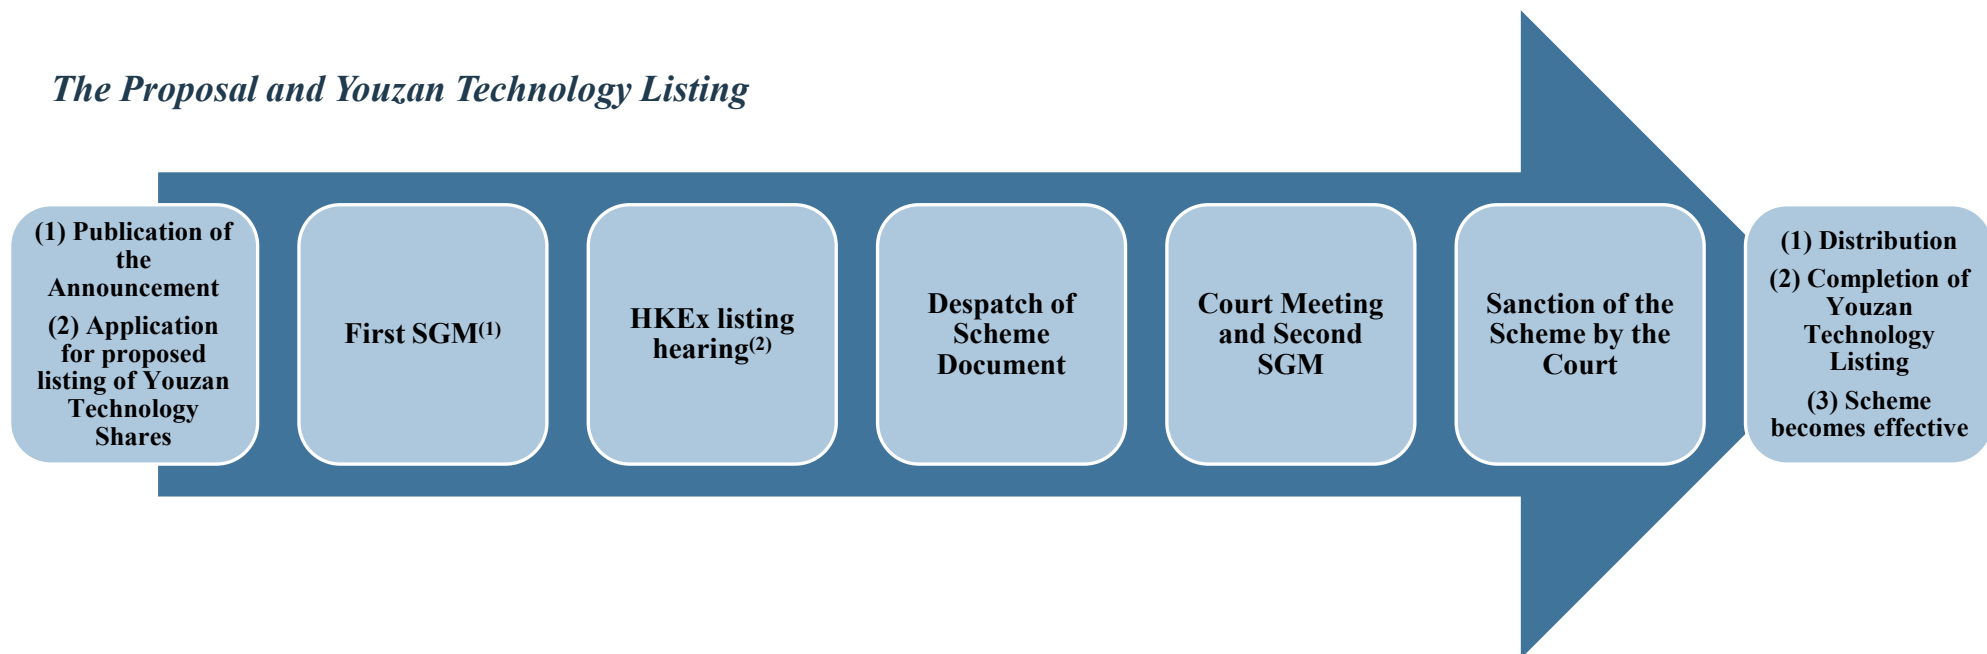 The Proposal and Youzan Technology Listing
(1) Publication of
the
Announcement
(2) Application
for proposed
listing of Youzan
Technology
Shares
First SGM(1)
HKEx listing
hearing(2)
Despatch of
Scheme
Document
Court Meeting
and Second
SGM
Sanction of the
Scheme by the
Court
(1) Distribution
(2) Completion of
Youzan
Technology
Listing
(3) Scheme
becomes effective